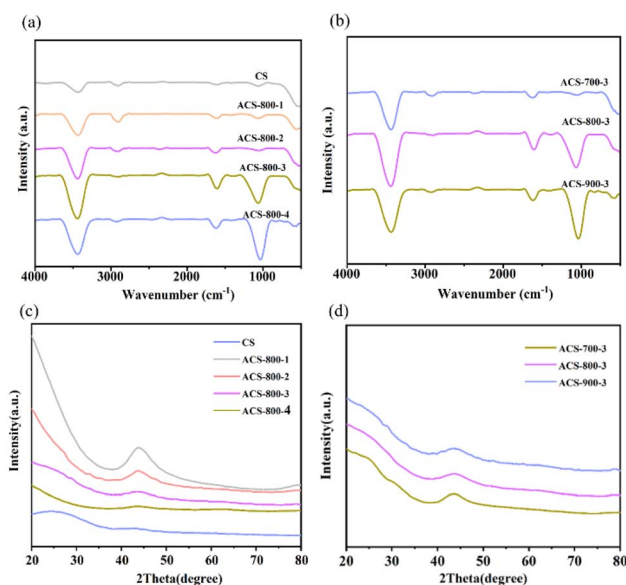 (a)
CS
ACS-800-1
ACS-800-2
ACS-800-3
ACS-800-4
Intensity (a.u.)
4000 3000 2000 1000
Wavenumber (cm⁻¹)
(b)
ACS-700-3
ACS-800-3
ACS-900-3
Intensity (a.u.)
4000 3000 2000 1000
Wavenumber (cm⁻¹)
(c)
CS
ACS-800-1
ACS-800-2
ACS-800-3
ACS-800-4
Intensity(a.u.)
20 30 40 50 60 70 80
2Theta(degree)
(d)
ACS-700-3
ACS-800-3
ACS-900-3
Intensity(a.u.)
20 30 40 50 60 70 80
2Theta(degree)